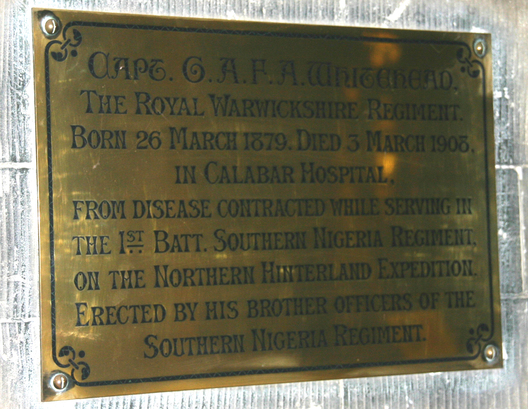 Capt. G. A. F. A. Whitehead,
The Royal Warwickshire Regiment.
Born 26 March 1879. Died 3 March 1908,
in Calabar Hospital,
from disease contracted while serving in
the 1st Batt. Southern Nigeria Regiment,
on the Northern Hinterland Expedition.
Erected by his brother officers of the
Southern Nigeria Regiment.